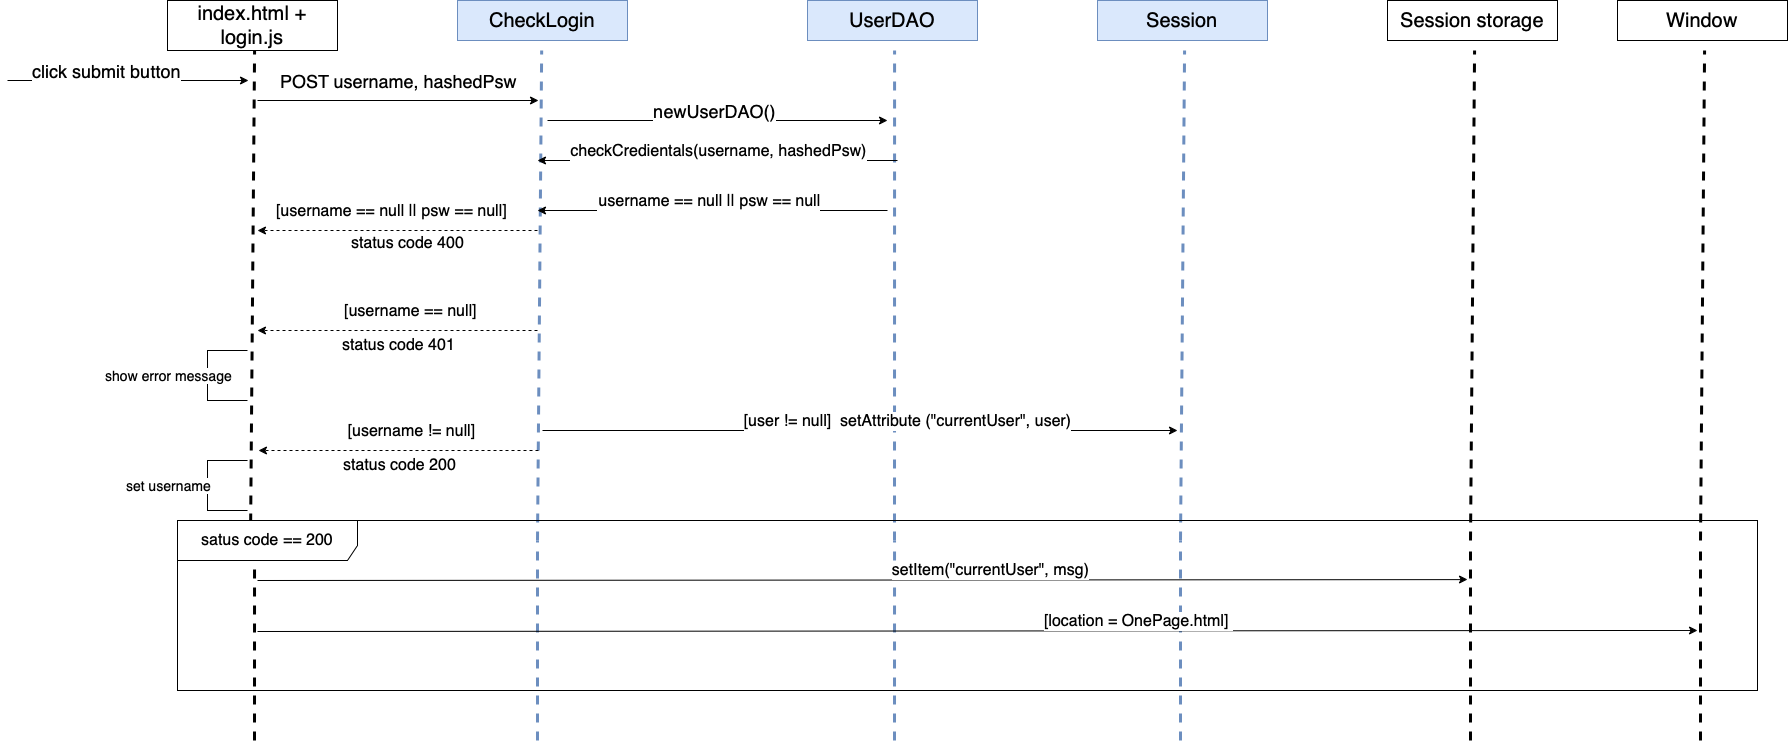 index.html +
login.js
CheckLogin
UserDAO
Session
Session storage
Window
click submit button
POST username, hashedPsw
newUserDAO()
checkCredientals(username, hashedPsw)
username == null || psw == null
[username == null || psw == null]
status code 400
[username == null]
status code 401
show error message
[user != null]  setAttribute ("currentUser", user)
[username != null]
status code 200
set username
satus code == 200
setItem("currentUser", msg)
[location = OnePage.html]